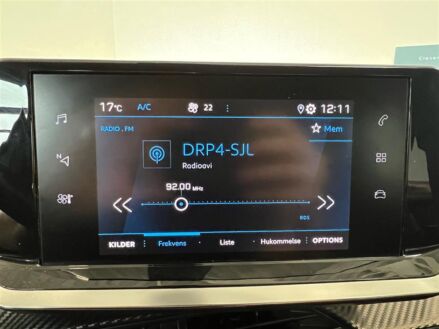 17°C A/C 22 12:11
RADIO . FM
Mem
DRP4-SJL
Radioavi
92.00 MHz
RDS
KILDER Frekvens Liste Hukommelse OPTIONS
N